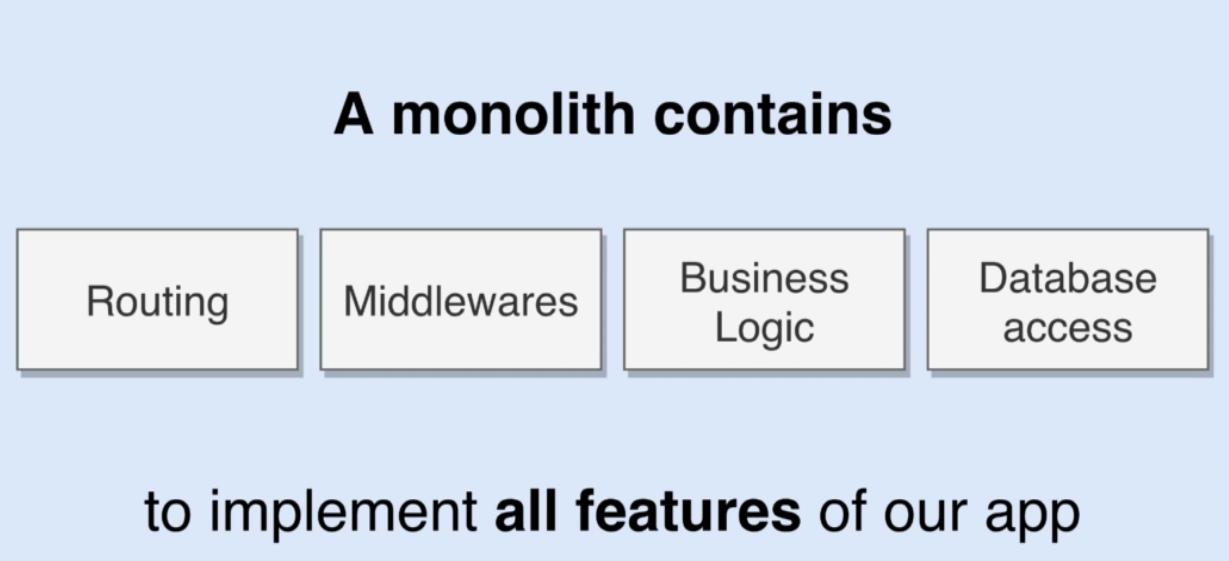 A monolith contains
Routing
Middlewares
Business
Logic
Database
access
to implement all features of our app